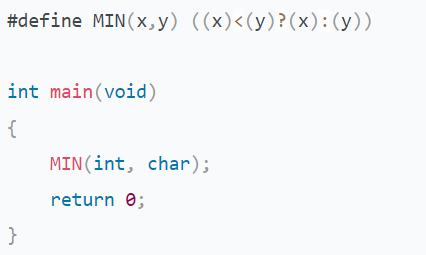 #define MIN(x,y) ((x)<(y)?(x):(y))
int main(void)
{
MIN(int, char);
return 0;
}